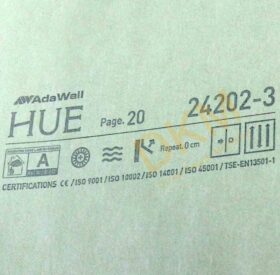 AdaWall
HUE Page. 20 24202-3
A Repeat. 0 cm
CERTIFICATIONS CE / ISO 9001 / ISO 10002 / ISO 14001 / ISO 45001 / TSE-EN13501-1
DKM